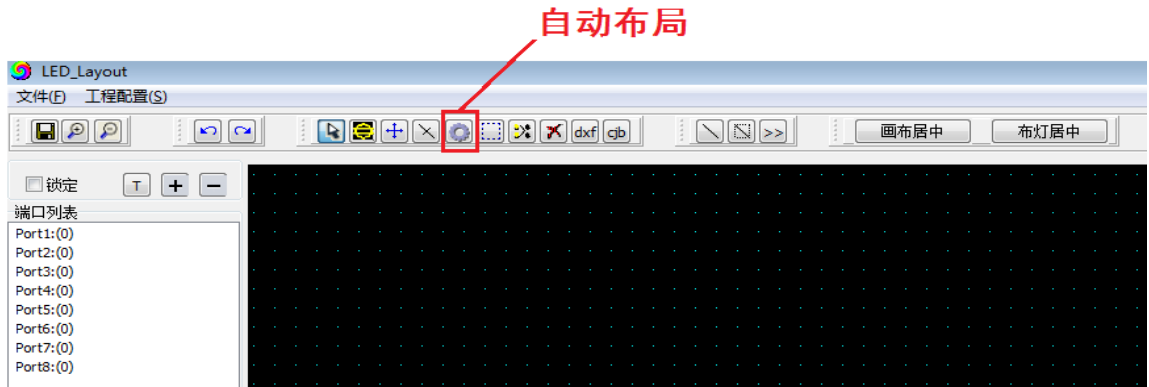 自动布局
LED_Layout
文件(F) 工程配置(S)
dxf cjb >> 画布居中 布灯居中
锁定 T + −
端口列表
Port1:(0)
Port2:(0)
Port3:(0)
Port4:(0)
Port5:(0)
Port6:(0)
Port7:(0)
Port8:(0)